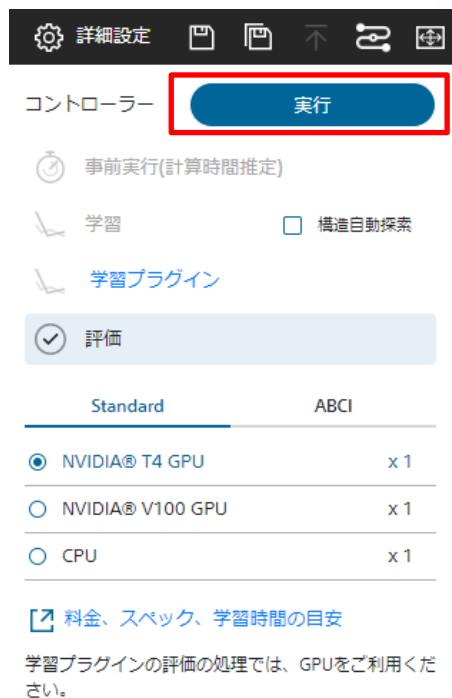 詳細設定
コントローラー 実行
事前実行(計算時間推定)
学習 構造自動探索
学習プラグイン
評価
Standard ABCI
NVIDIA® T4 GPU x 1
NVIDIA® V100 GPU x 1
CPU x 1
料金、スペック、学習時間の目安
学習プラグインの評価の処理では、GPUをご利用くだ
さい。